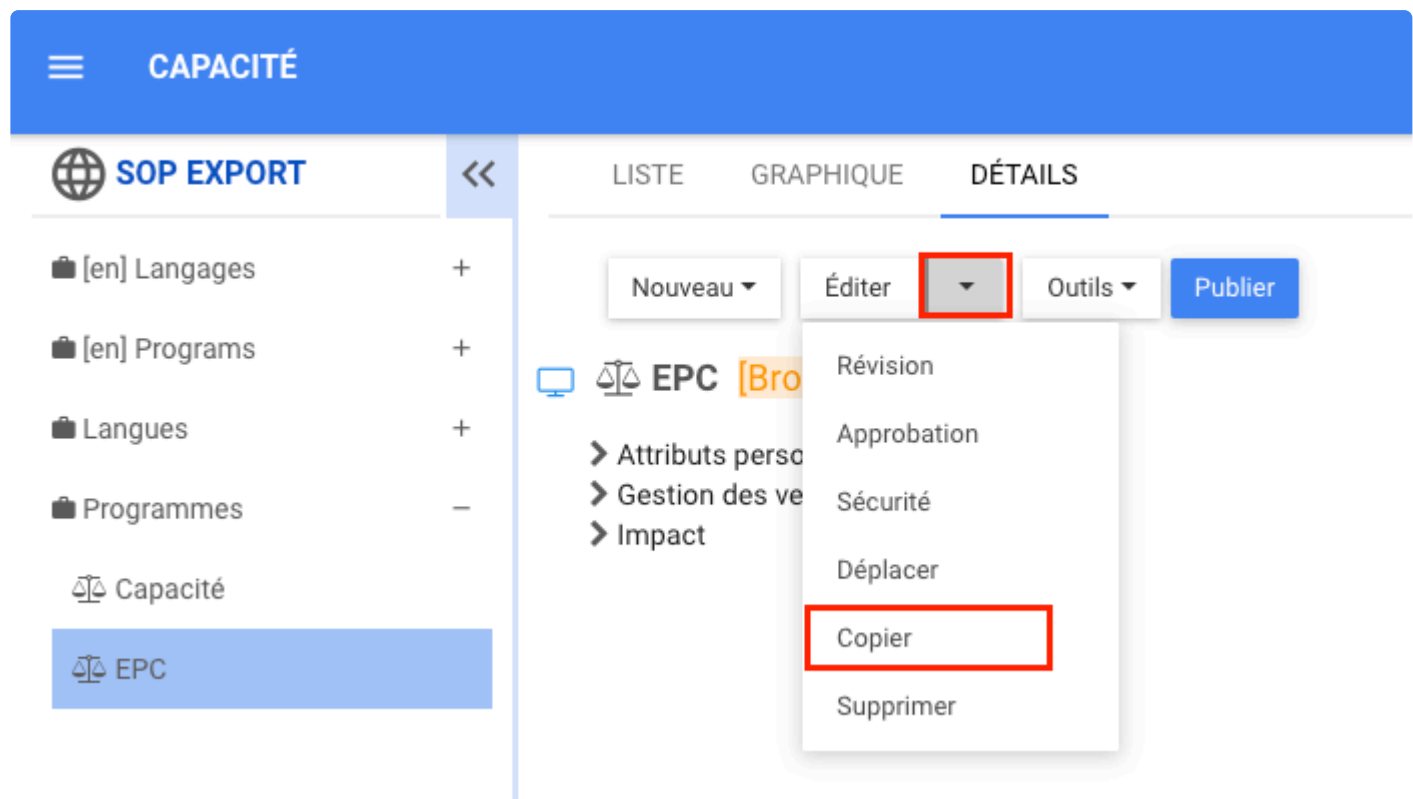 CAPACITÉ
SOP EXPORT
LISTE GRAPHIQUE DÉTAILS
[en] Langages +
[en] Programs +
Langues +
Programmes −
Capacité
EPC
Nouveau Éditer Outils Publier
EPC [Bro
Attributs perso
Gestion des ve
Impact
Révision
Approbation
Sécurité
Déplacer
Copier
Supprimer